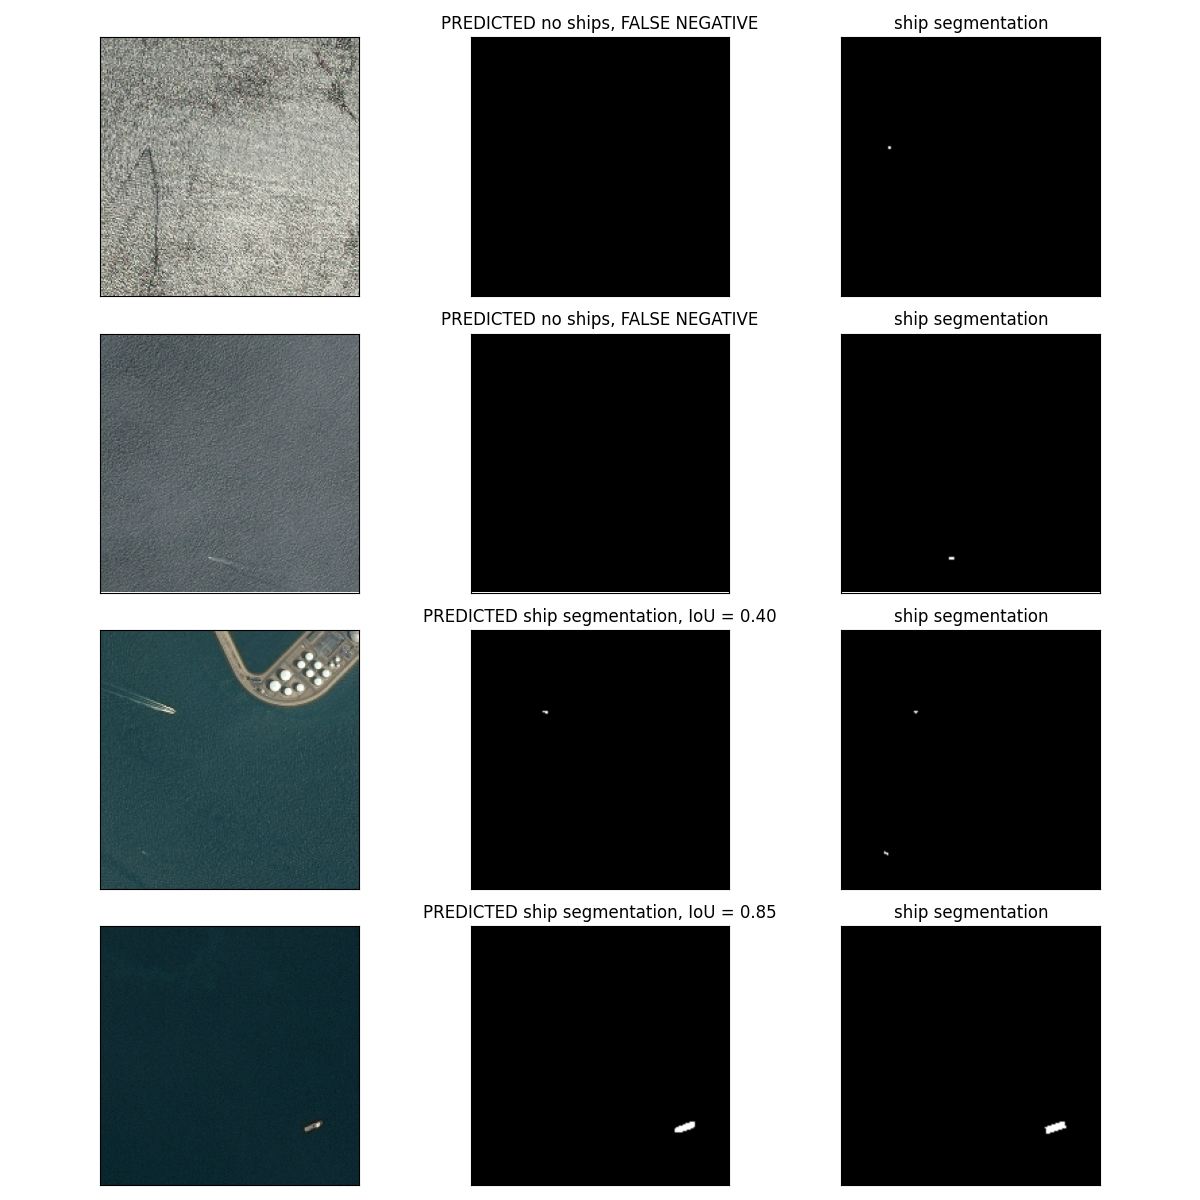 PREDICTED no ships, FALSE NEGATIVE
ship segmentation
PREDICTED no ships, FALSE NEGATIVE
ship segmentation
PREDICTED ship segmentation, IoU = 0.40
ship segmentation
PREDICTED ship segmentation, IoU = 0.85
ship segmentation